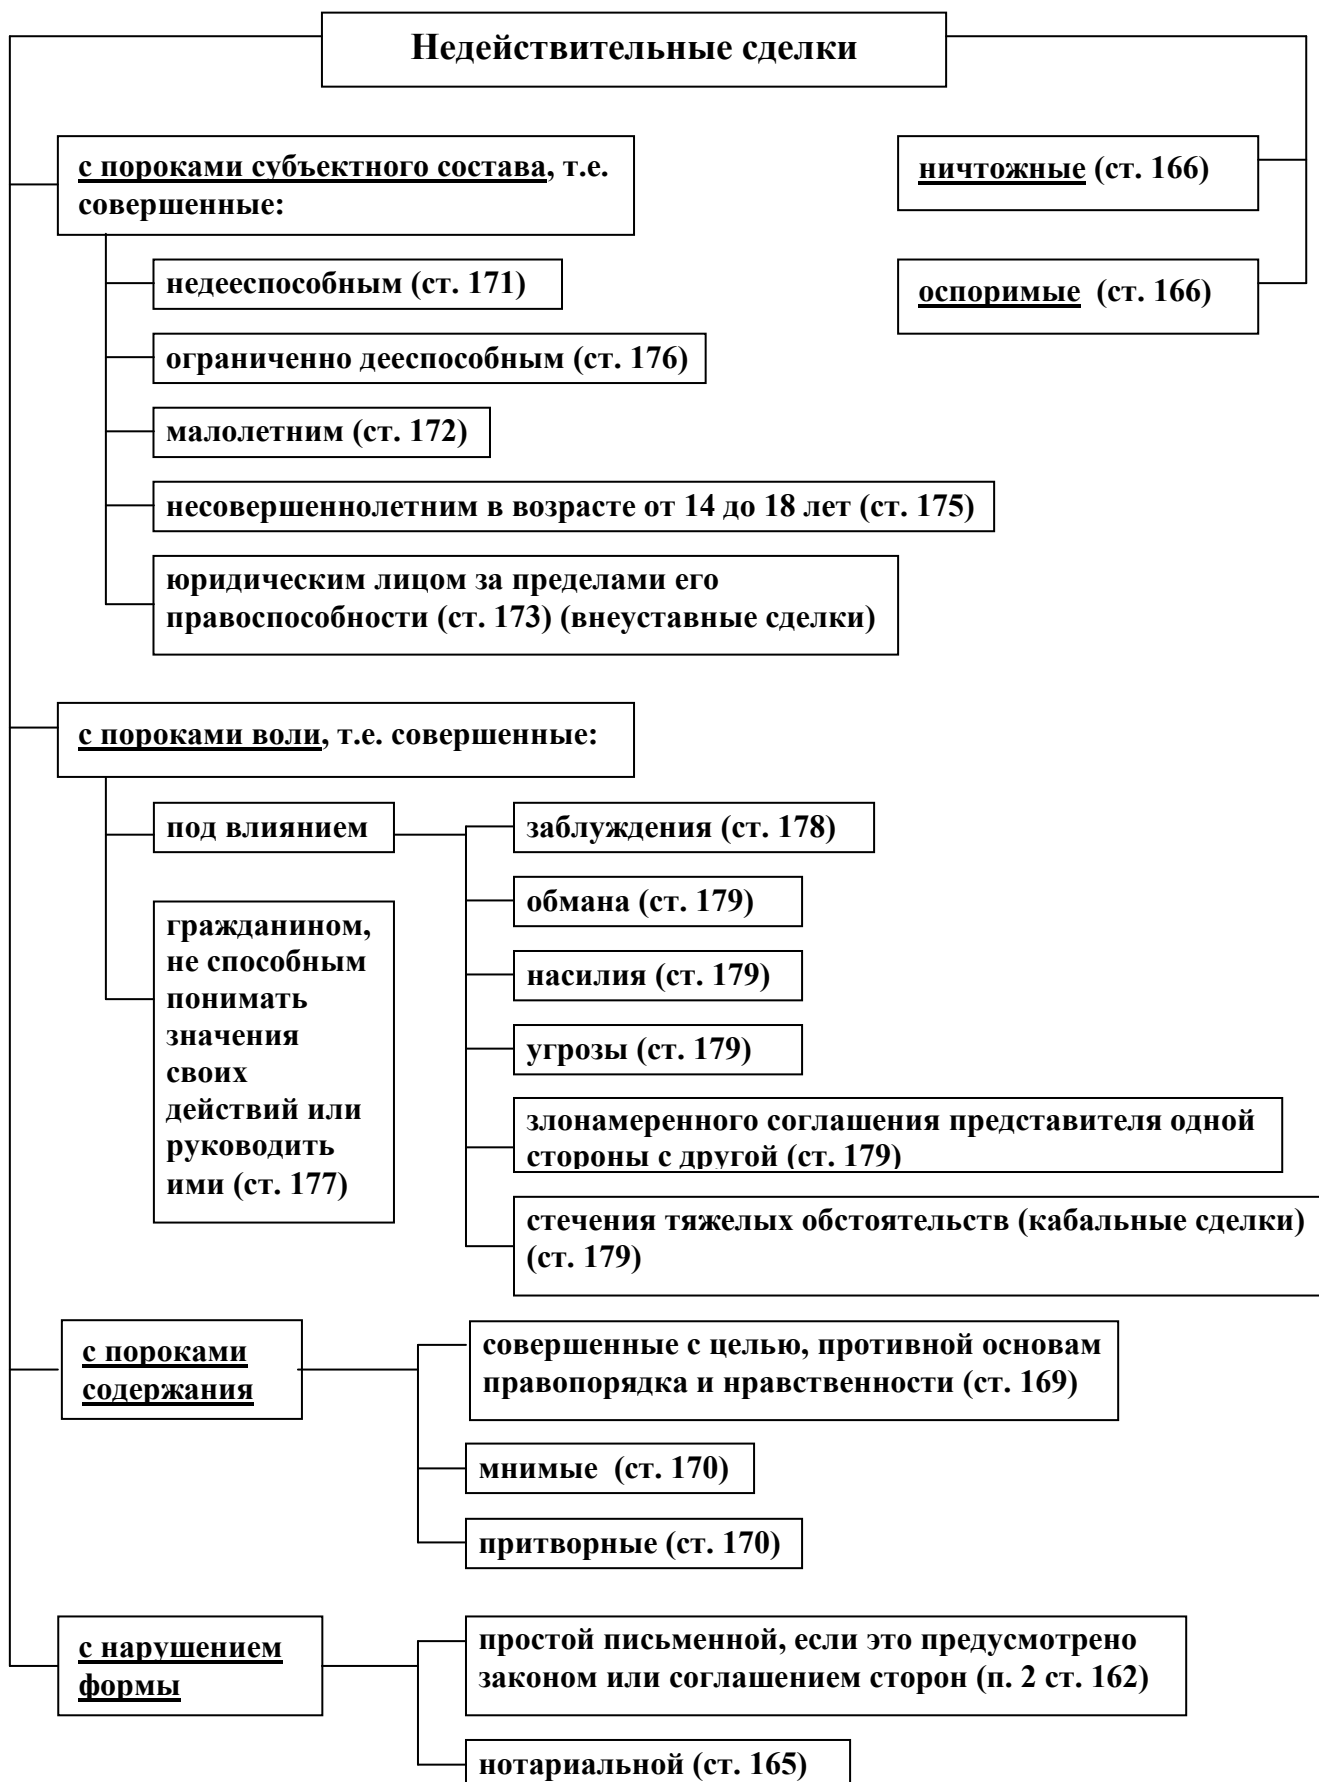 Недействительные сделки
с пороками субъектного состава, т.е.
совершенные:
ничтожные (ст. 166)
недееспособным (ст. 171)
оспоримые (ст. 166)
ограниченно дееспособным (ст. 176)
малолетним (ст. 172)
несовершеннолетним в возрасте от 14 до 18 лет (ст. 175)
юридическим лицом за пределами его
правоспособности (ст. 173) (внеуставные сделки)
с пороками воли, т.е. совершенные:
под влиянием
заблуждения (ст. 178)
обмана (ст. 179)
насилия (ст. 179)
угрозы (ст. 179)
злонамеренного соглашения представителя одной
стороны с другой (ст. 179)
стечения тяжелых обстоятельств (кабальные сделки)
(ст. 179)
гражданином,
не способным
понимать
значения
своих
действий или
руководить
ими (ст. 177)
с пороками
содержания
совершенные с целью, противной основам
правопорядка и нравственности (ст. 169)
мнимые (ст. 170)
притворные (ст. 170)
с нарушением
формы
простой письменной, если это предусмотрено
законом или соглашением сторон (п. 2 ст. 162)
нотариальной (ст. 165)